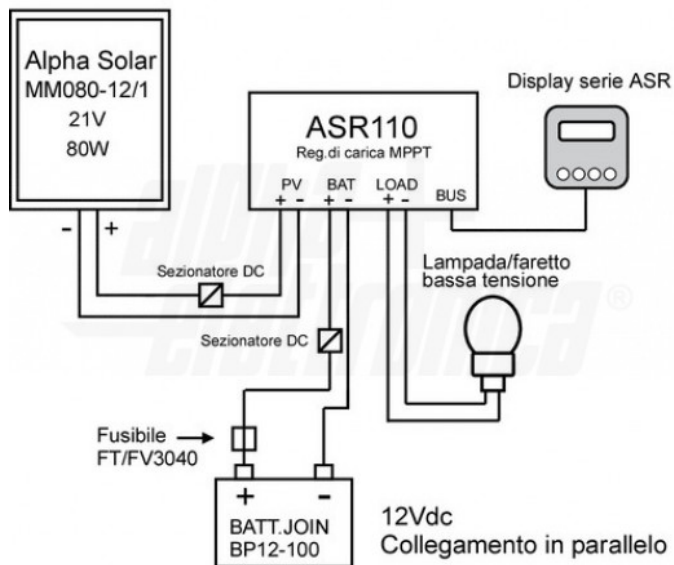 Alpha Solar
MM080-12/1
21V
80W
ASR110
Reg.di carica MPPT
PV BAT LOAD
+ - + - + -
BUS
Display serie ASR
- +
Sezionatore DC
Lampada/faretto
bassa tensione
Sezionatore DC
alpha
elettronica ®
Fusibile
FT/FV3040
+ -
BATT.JOIN
BP12-100
12Vdc
Collegamento in parallelo